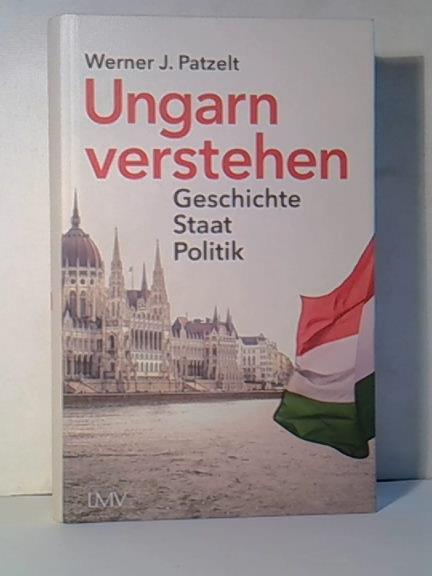 Werner J. Patzelt
Ungarn
verstehen
Geschichte
Staat
Politik
LMV